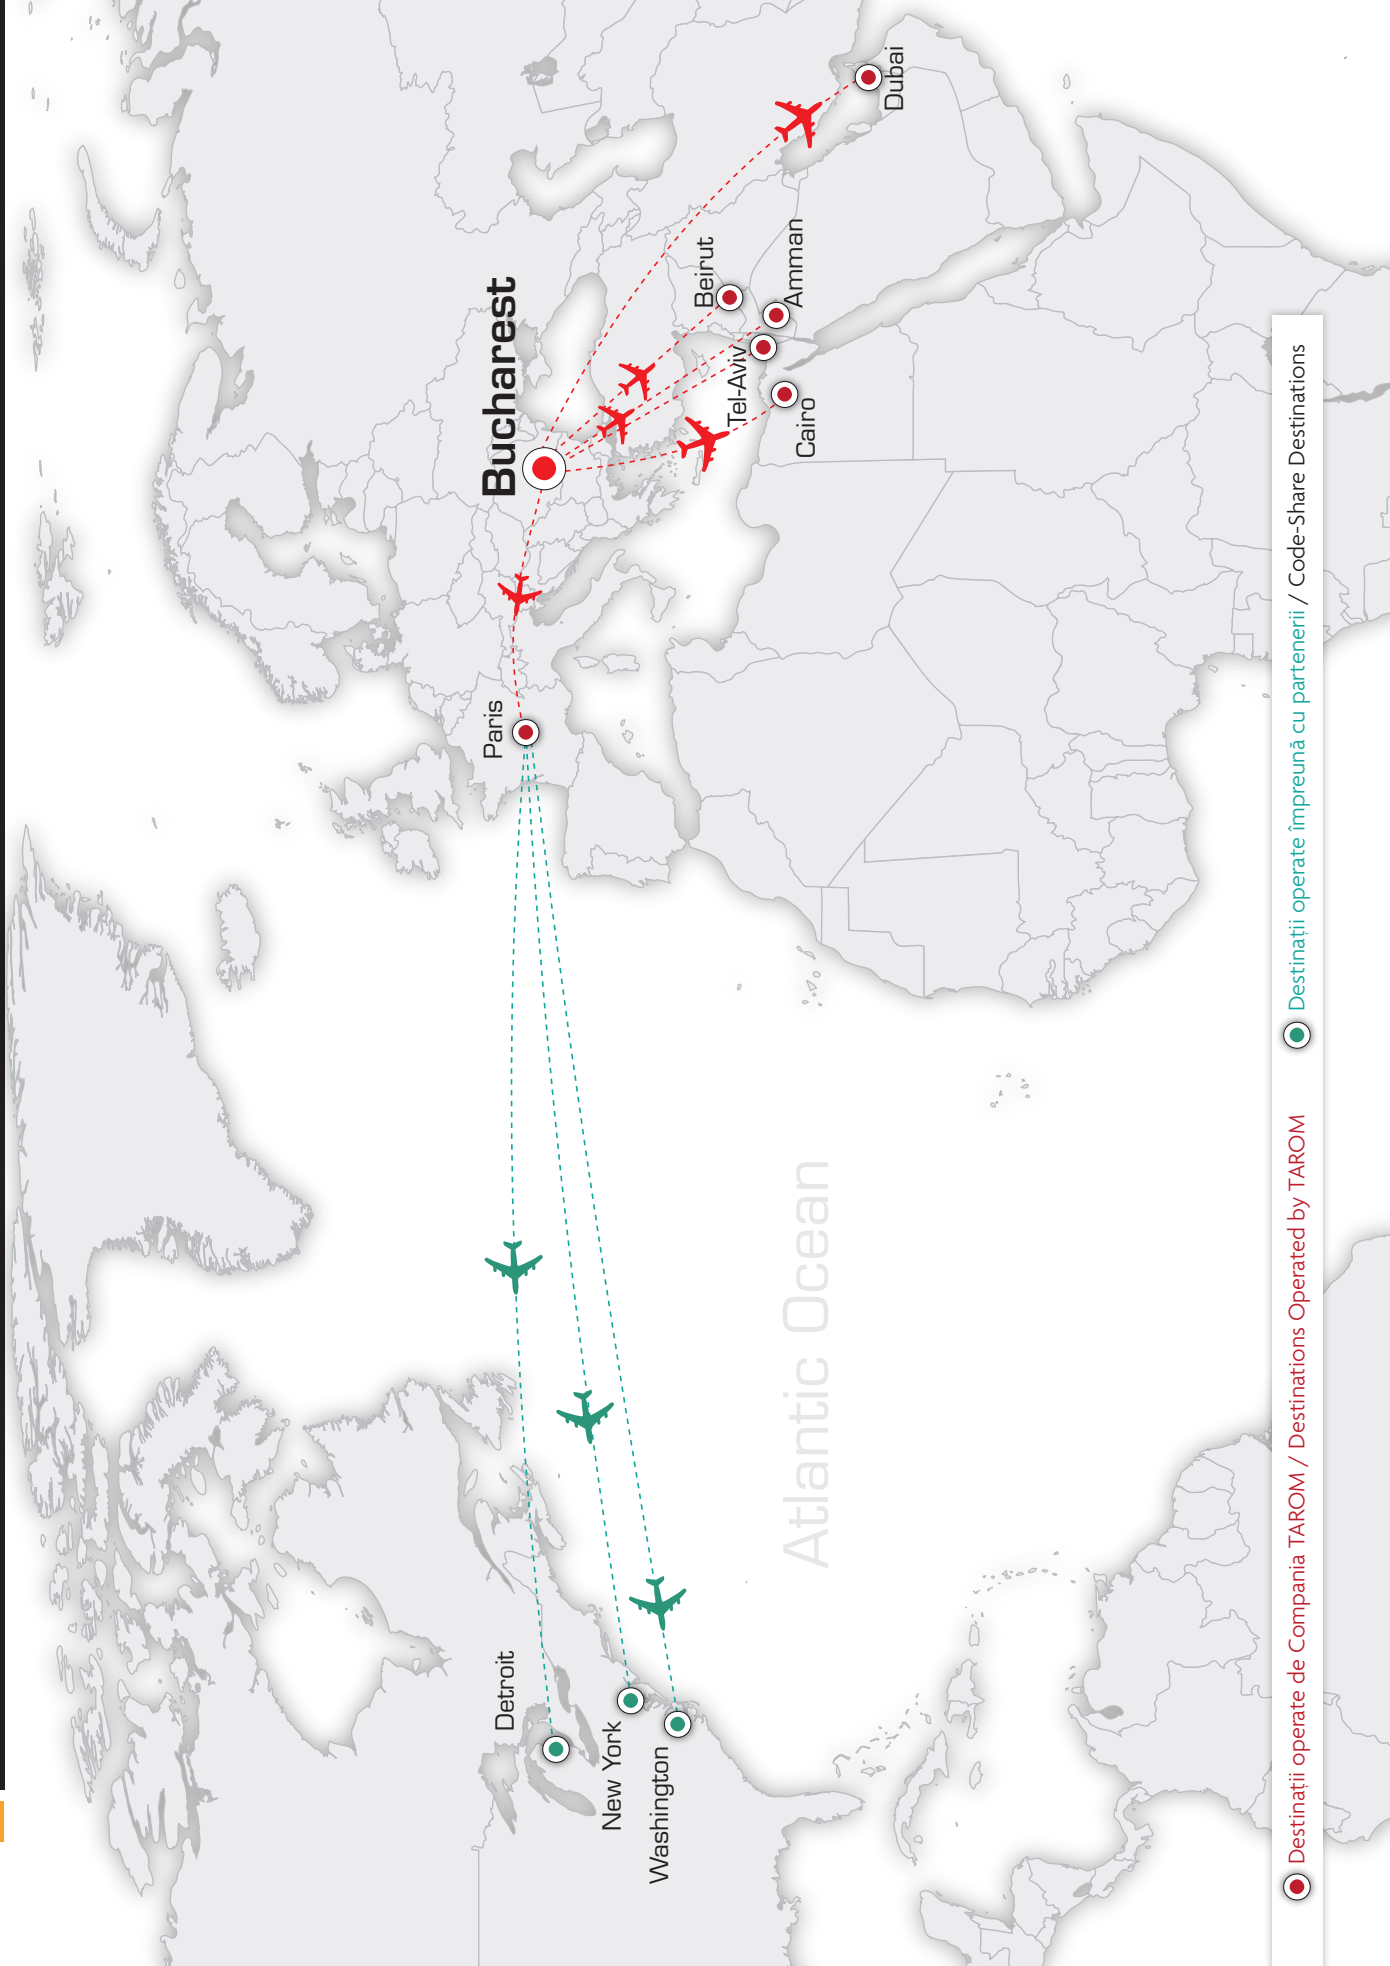 Bucharest
Paris
Beirut
Amman
Tel-Aviv
Cairo
Dubai
Detroit
New York
Washington
Atlantic Ocean
Destinații operate de Compania TAROM / Destinations Operated by TAROM
Destinații operate împreună cu partenerii / Code-Share Destinations